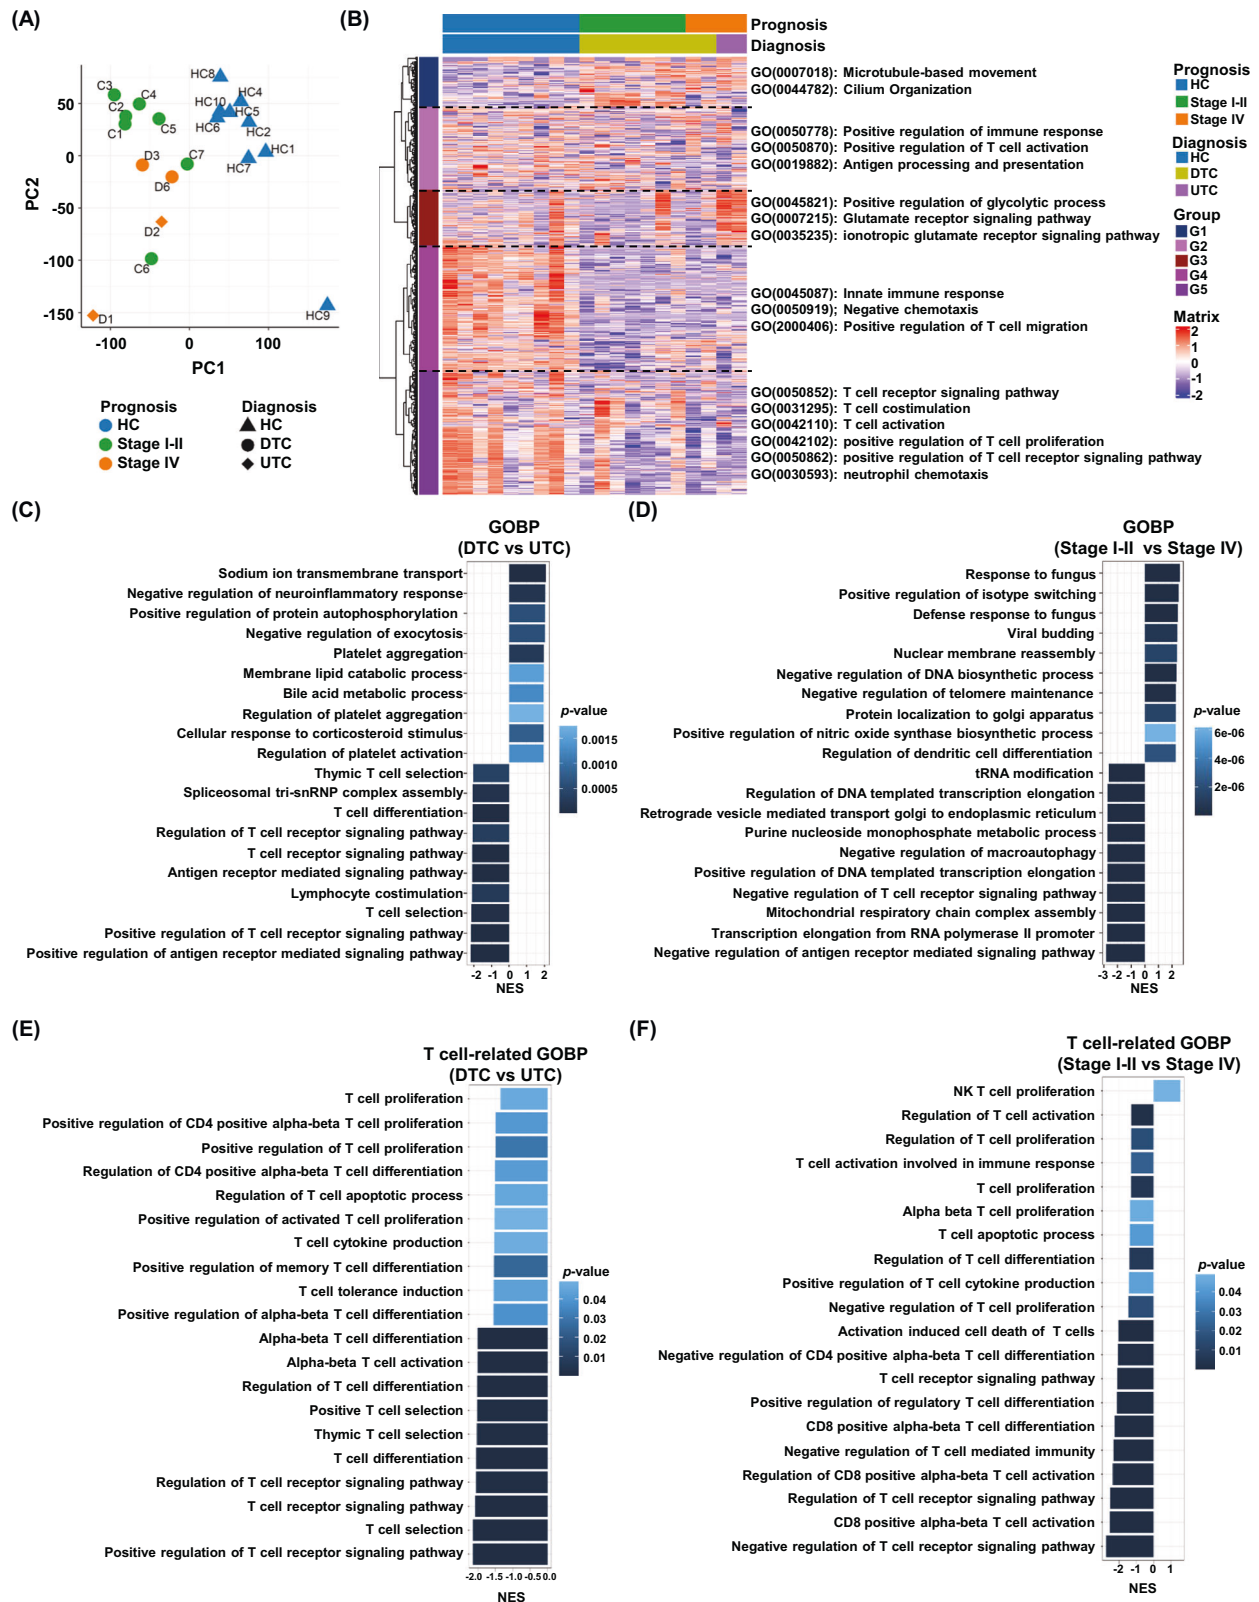 (A)
HC8
C3
C4
HC4
HC10
C2
HC5
C1
C5
HC6
HC2
HC1
D3
C7
HC7
D6
D2
C6
D1
HC9
50
0
-50
-100
-150
PC2
-100
0
100
PC1
Prognosis
HC
Stage I-II
Stage IV
Diagnosis
HC
DTC
UTC
(B)
Prognosis
Diagnosis
GO(0007018): Microtubule-based movement
GO(0044782): Cilium Organization
GO(0050778): Positive regulation of immune response
GO(0050870): Positive regulation of T cell activation
GO(0019882): Antigen processing and presentation
GO(0045821): Positive regulation of glycolytic process
GO(0007215): Glutamate receptor signaling pathway
GO(0035235): ionotropic glutamate receptor signaling pathway
GO(0045087): Innate immune response
GO(0050919); Negative chemotaxis
GO(2000406): Positive regulation of T cell migration
GO(0050852): T cell receptor signaling pathway
GO(0031295): T cell costimulation
GO(0042110): T cell activation
GO(0042102): positive regulation of T cell proliferation
GO(0050862): positive regulation of T cell receptor signaling pathway
GO(0030593): neutrophil chemotaxis
Prognosis
HC
Stage I-II
Stage IV
Diagnosis
HC
DTC
UTC
Group
G1
G2
G3
G4
G5
Matrix
2
1
0
-1
-2
(C)
GOBP
(DTC vs UTC)
Sodium ion transmembrane transport
Negative regulation of neuroinflammatory response
Positive regulation of protein autophosphorylation
Negative regulation of exocytosis
Platelet aggregation
Membrane lipid catabolic process
Bile acid metabolic process
Regulation of platelet aggregation
Cellular response to corticosteroid stimulus
Regulation of platelet activation
Thymic T cell selection
Spliceosomal tri-snRNP complex assembly
T cell differentiation
Regulation of T cell receptor signaling pathway
T cell receptor signaling pathway
Antigen receptor mediated signaling pathway
Lymphocyte costimulation
T cell selection
Positive regulation of T cell receptor signaling pathway
Positive regulation of antigen receptor mediated signaling pathway
-2 -1 0 1 2
NES
p-value
0.0015
0.0010
0.0005
(D)
GOBP
(Stage I-II vs Stage IV)
Response to fungus
Positive regulation of isotype switching
Defense response to fungus
Viral budding
Nuclear membrane reassembly
Negative regulation of DNA biosynthetic process
Negative regulation of telomere maintenance
Protein localization to golgi apparatus
Positive regulation of nitric oxide synthase biosynthetic process
Regulation of dendritic cell differentiation
tRNA modification
Regulation of DNA templated transcription elongation
Retrograde vesicle mediated transport golgi to endoplasmic reticulum
Purine nucleoside monophosphate metabolic process
Negative regulation of macroautophagy
Positive regulation of DNA templated transcription elongation
Negative regulation of T cell receptor signaling pathway
Mitochondrial respiratory chain complex assembly
Transcription elongation from RNA polymerase II promoter
Negative regulation of antigen receptor mediated signaling pathway
-3 -2 -1 0 1 2
NES
p-value
6e-06
4e-06
2e-06
(E)
T cell-related GOBP
(DTC vs UTC)
T cell proliferation
Positive regulation of CD4 positive alpha-beta T cell proliferation
Positive regulation of T cell proliferation
Regulation of CD4 positive alpha-beta T cell differentiation
Regulation of T cell apoptotic process
Positive regulation of activated T cell proliferation
T cell cytokine production
Positive regulation of memory T cell differentiation
T cell tolerance induction
Positive regulation of alpha-beta T cell differentiation
Alpha-beta T cell differentiation
Alpha-beta T cell activation
Regulation of T cell differentiation
Positive T cell selection
Thymic T cell selection
T cell differentiation
Regulation of T cell receptor signaling pathway
T cell receptor signaling pathway
T cell selection
Positive regulation of T cell receptor signaling pathway
-2.0 -1.5 -1.0 -0.5 0.0
NES
p-value
0.04
0.03
0.02
0.01
(F)
T cell-related GOBP
(Stage I-II vs Stage IV)
NK T cell proliferation
Regulation of T cell activation
Regulation of T cell proliferation
T cell activation involved in immune response
T cell proliferation
Alpha beta T cell proliferation
T cell apoptotic process
Regulation of T cell differentiation
Positive regulation of T cell cytokine production
Negative regulation of T cell proliferation
Activation induced cell death of T cells
Negative regulation of CD4 positive alpha-beta T cell differentiation
T cell receptor signaling pathway
Positive regulation of regulatory T cell differentiation
CD8 positive alpha-beta T cell differentiation
Negative regulation of T cell mediated immunity
Regulation of CD8 positive alpha-beta T cell activation
Regulation of T cell receptor signaling pathway
CD8 positive alpha-beta T cell activation
Negative regulation of T cell receptor signaling pathway
-2 -1 0 1
NES
p-value
0.04
0.03
0.02
0.01